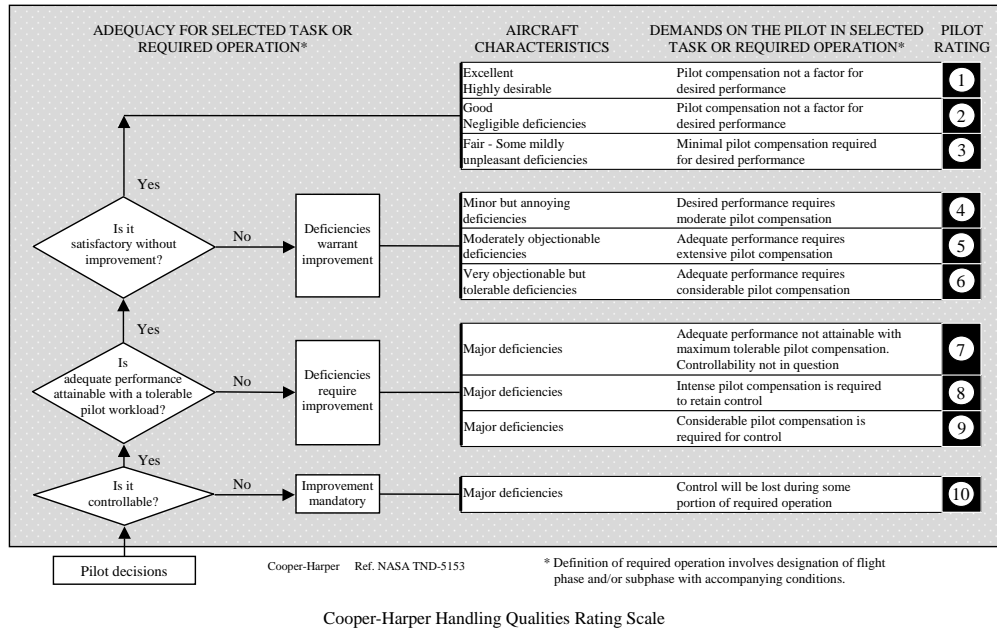 ADEQUACY FOR SELECTED TASK OR
REQUIRED OPERATION*
AIRCRAFT
CHARACTERISTICS
DEMANDS ON THE PILOT IN SELECTED
TASK OR REQUIRED OPERATION*
PILOT
RATING
Excellent
Highly desirable
Pilot compensation not a factor for
desired performance
1
Good
Negligible deficiencies
Pilot compensation not a factor for
desired performance
2
Fair - Some mildly
unpleasant deficiencies
Minimal pilot compensation required
for desired performance
3
Yes
Is it
satisfactory without
improvement?
No
Deficiencies
warrant
improvement
Minor but annoying
deficiencies
Desired performance requires
moderate pilot compensation
4
Moderately objectionable
deficiencies
Adequate performance requires
extensive pilot compensation
5
Very objectionable but
tolerable deficiencies
Adequate performance requires
considerable pilot compensation
6
Yes
Is
adequate performance
attainable with a tolerable
pilot workload?
No
Deficiencies
require
improvement
Major deficiencies
Adequate performance not attainable with
maximum tolerable pilot compensation.
Controllability not in question
7
Major deficiencies
Intense pilot compensation is required
to retain control
8
Major deficiencies
Considerable pilot compensation is
required for control
9
Yes
Is it
controllable?
No
Improvement
mandatory
Major deficiencies
Control will be lost during some
portion of required operation
10
Pilot decisions
Cooper-Harper Ref. NASA TND-5153
* Definition of required operation involves designation of flight
phase and/or subphase with accompanying conditions.
Cooper-Harper Handling Qualities Rating Scale